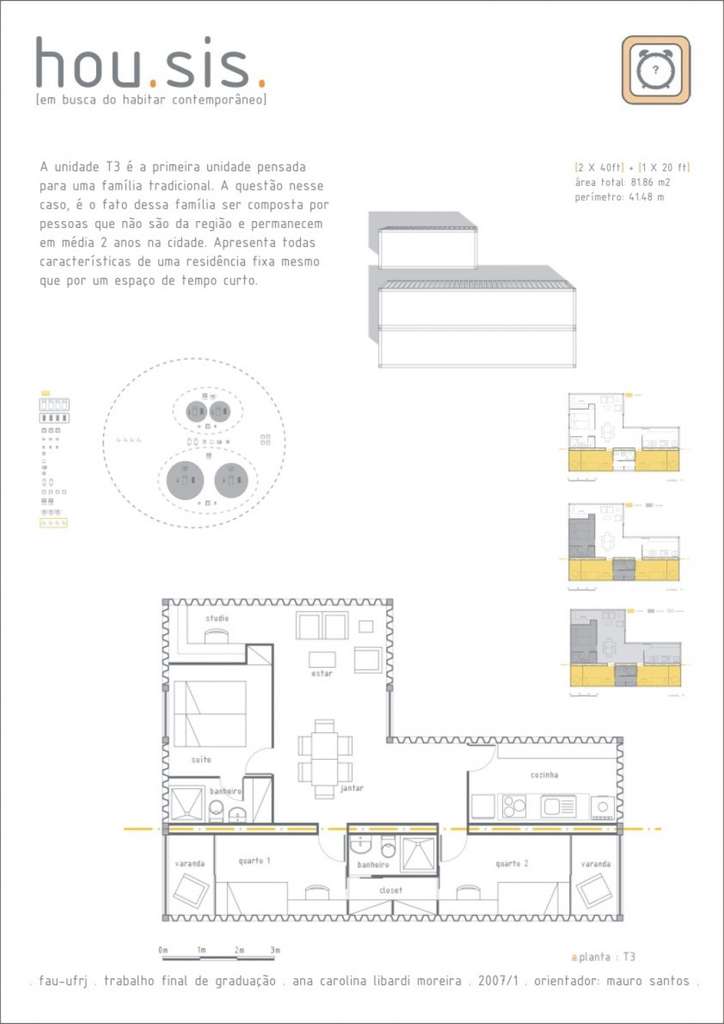 hou.sis.
[em busca do habitar contemporâneo]
?
A unidade T3 é a primeira unidade pensada
para uma família tradicional. A questão nesse
caso, é o fato dessa família ser composta por
pessoas que não são da região e permanecem
em média 2 anos na cidade. Apresenta todas
características de uma residência fixa mesmo
que por um espaço de tempo curto.
[2 X 40ft] + [1 X 20 ft]
área total: 81.86 m2
perímetro: 41.48 m
studio
estar
suíte
banheiro
jantar
cozinha
varanda
quarto 1
banheiro
closet
quarto 2
varanda
0m 1m 2m 3m
a.planta : T3
. fau-ufrj . trabalho final de graduação . ana carolina libardi moreira . 2007/1 . orientador: mauro santos .